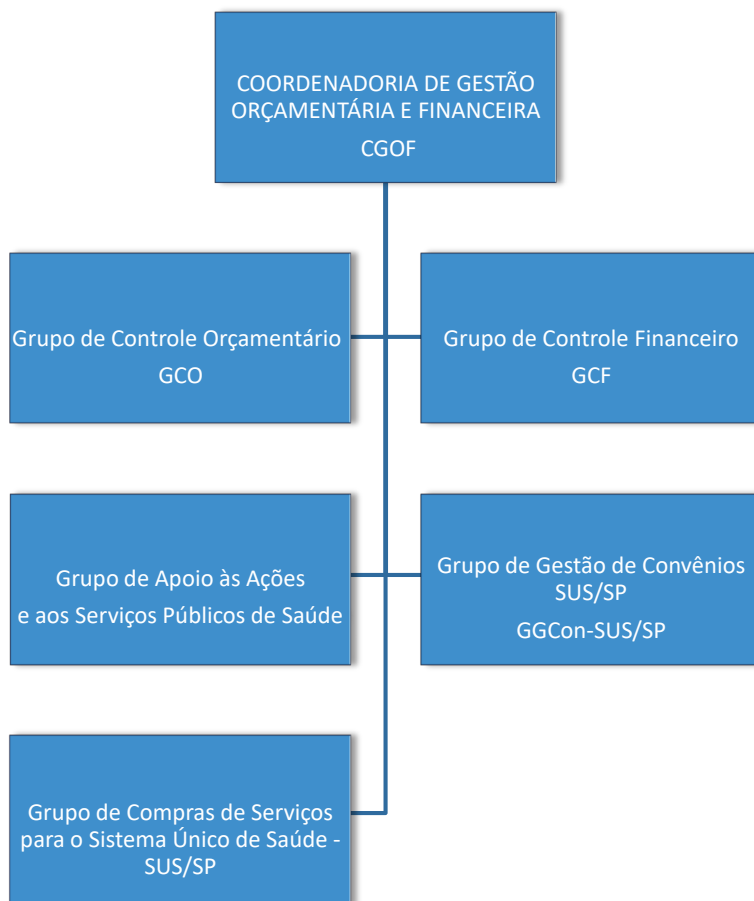 COORDENADORIA DE GESTÃO
ORÇAMENTÁRIA E FINANCEIRA
CGOF
Grupo de Controle Orçamentário
GCO
Grupo de Controle Financeiro
GCF
Grupo de Apoio às Ações
e aos Serviços Públicos de Saúde
Grupo de Gestão de Convênios
SUS/SP
GGCon-SUS/SP
Grupo de Compras de Serviços
para o Sistema Único de Saúde -
SUS/SP